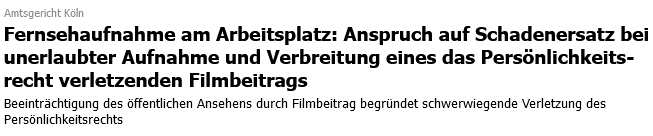 Amtsgericht Köln
Fernsehaufnahme am Arbeitsplatz: Anspruch auf Schadenersatz bei
unerlaubter Aufnahme und Verbreitung eines das Persönlichkeits-
recht verletzenden Filmbeitrags
Beeinträchtigung des öffentlichen Ansehens durch Filmbeitrag begründet schwerwiegende Verletzung des
Persönlichkeitsrechts